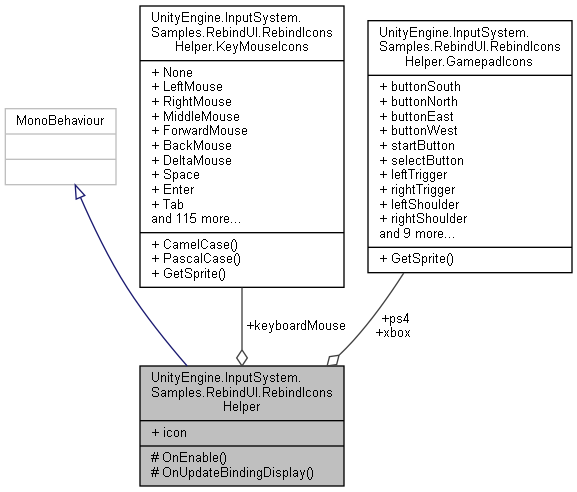 UnityEngine.InputSystem.
Samples.RebindUI.RebindIcons
Helper.KeyMouseIcons
+ None
+ LeftMouse
+ RightMouse
+ MiddleMouse
+ ForwardMouse
+ BackMouse
+ DeltaMouse
+ Space
+ Enter
+ Tab
and 115 more...
+ CamelCase()
+ PascalCase()
+ GetSprite()
UnityEngine.InputSystem.
Samples.RebindUI.RebindIcons
Helper.GamepadIcons
+ buttonSouth
+ buttonNorth
+ buttonEast
+ buttonWest
+ startButton
+ selectButton
+ leftTrigger
+ rightTrigger
+ leftShoulder
+ rightShoulder
and 9 more...
+ GetSprite()
MonoBehaviour
+keyboardMouse
+ps4
+xbox
UnityEngine.InputSystem.
Samples.RebindUI.RebindIcons
Helper
+ icon
# OnEnable()
# OnUpdateBindingDisplay()